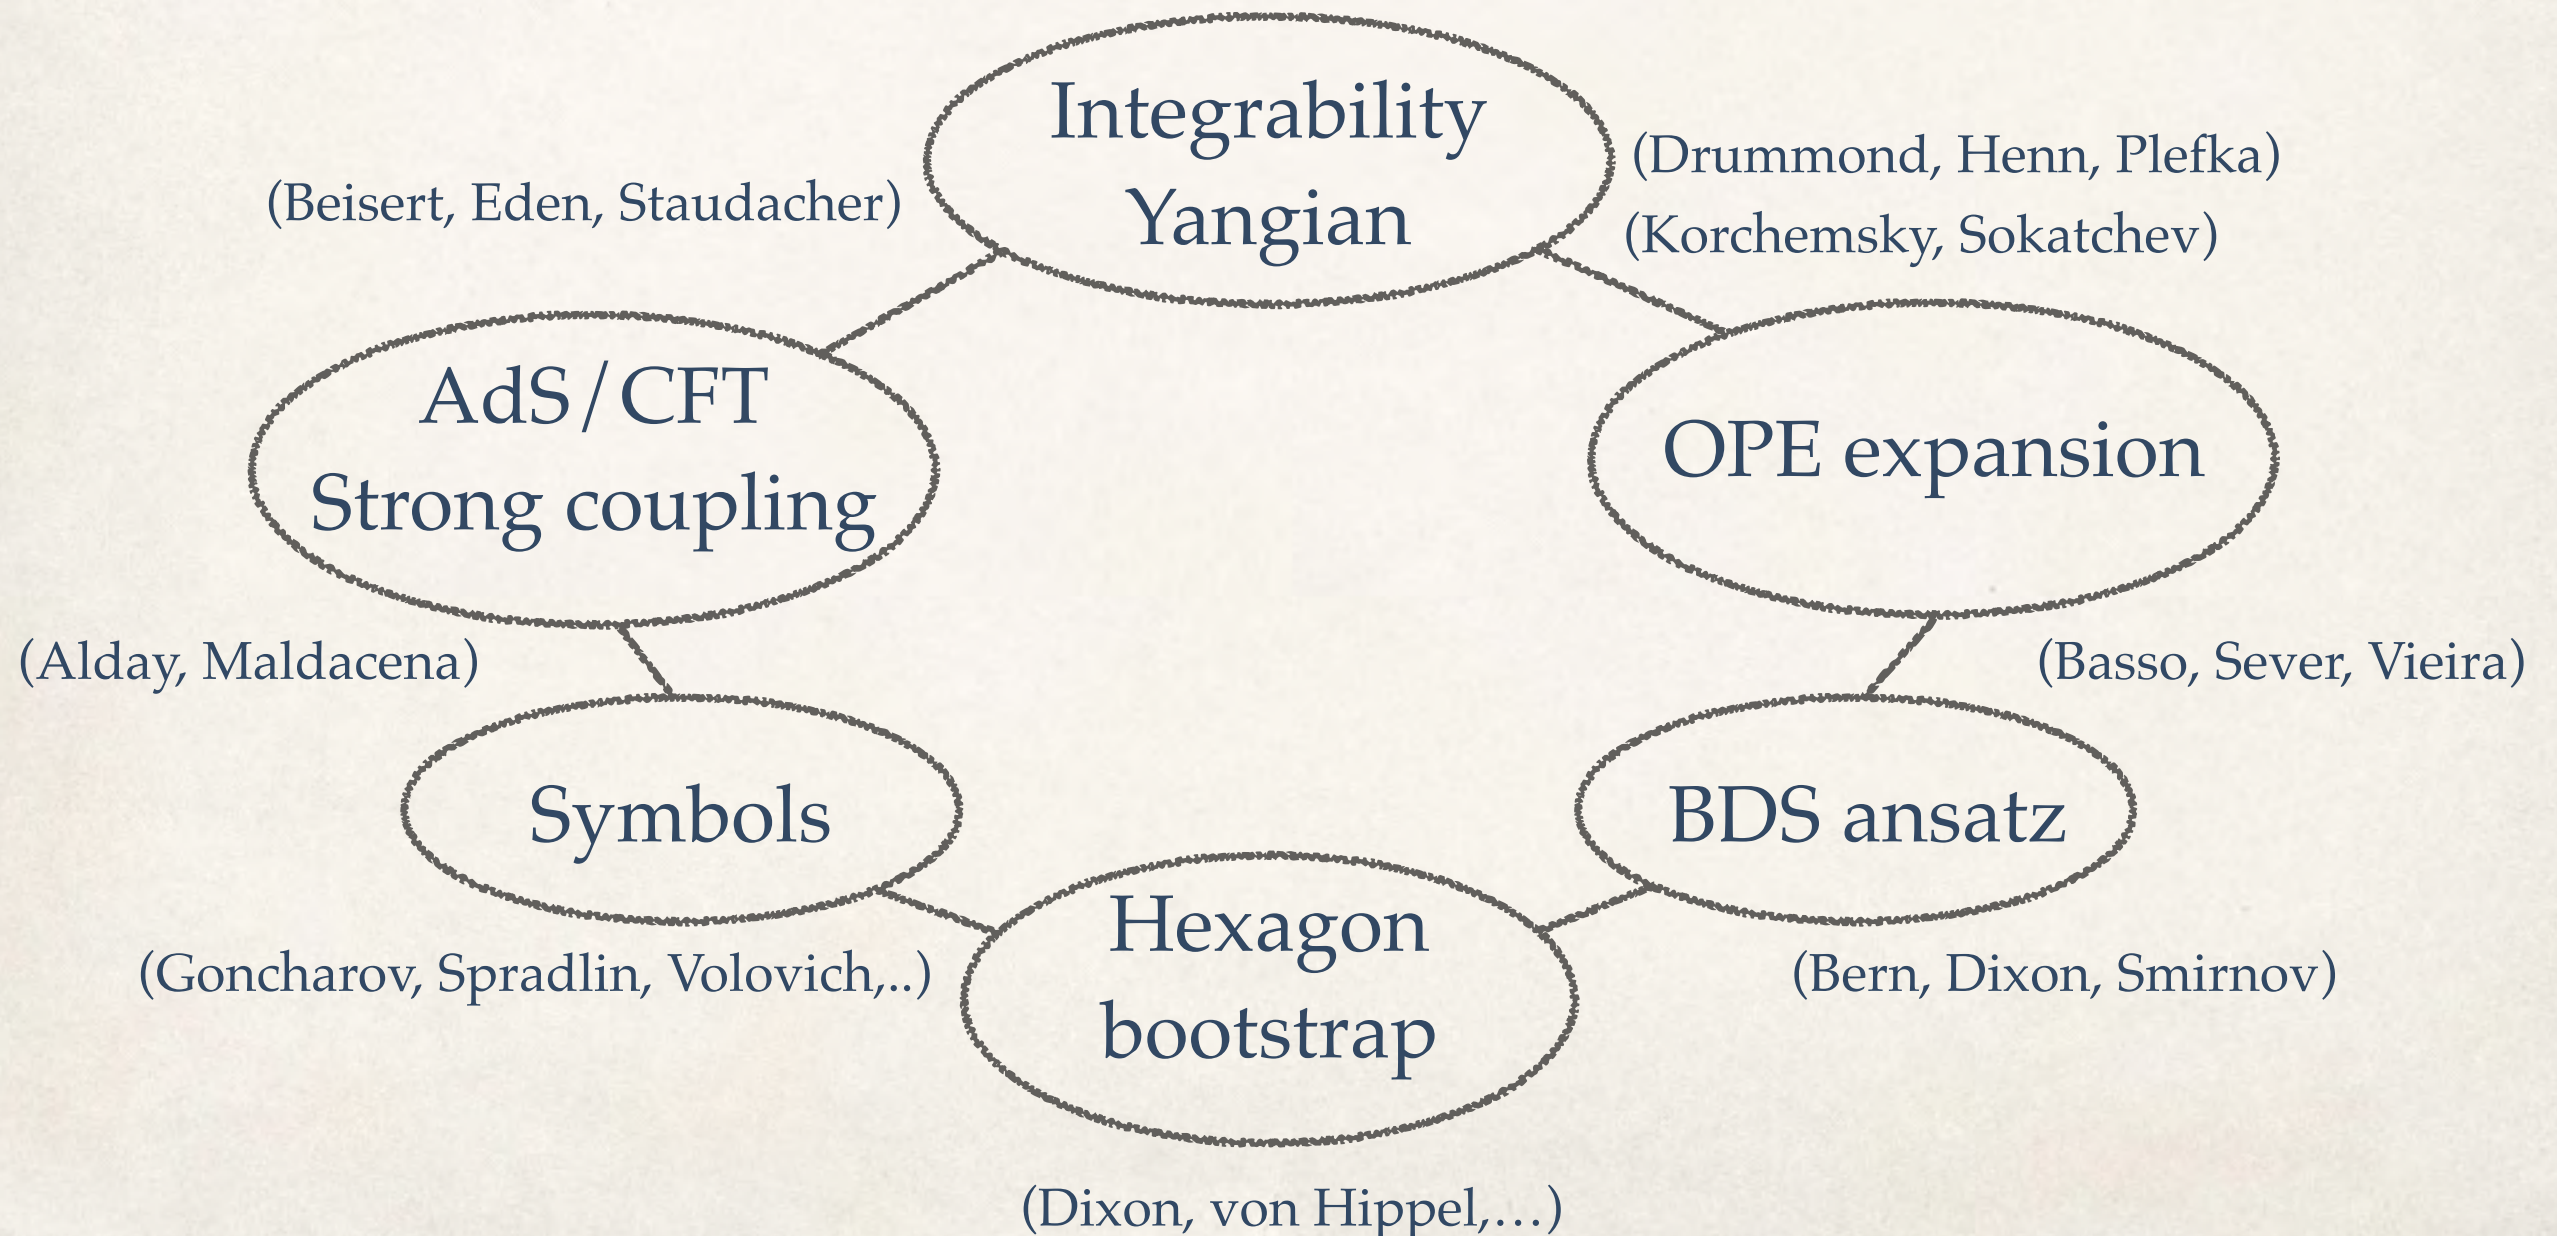 Integrability
Yangian
(Beisert, Eden, Staudacher)
(Drummond, Henn, Plefka)
(Korchemsky, Sokatchev)
AdS/CFT
Strong coupling
OPE expansion
(Alday, Maldacena)
(Basso, Sever, Vieira)
Symbols
BDS ansatz
Hexagon
bootstrap
(Goncharov, Spradlin, Volovich,..)
(Bern, Dixon, Smirnov)
(Dixon, von Hippel,…)